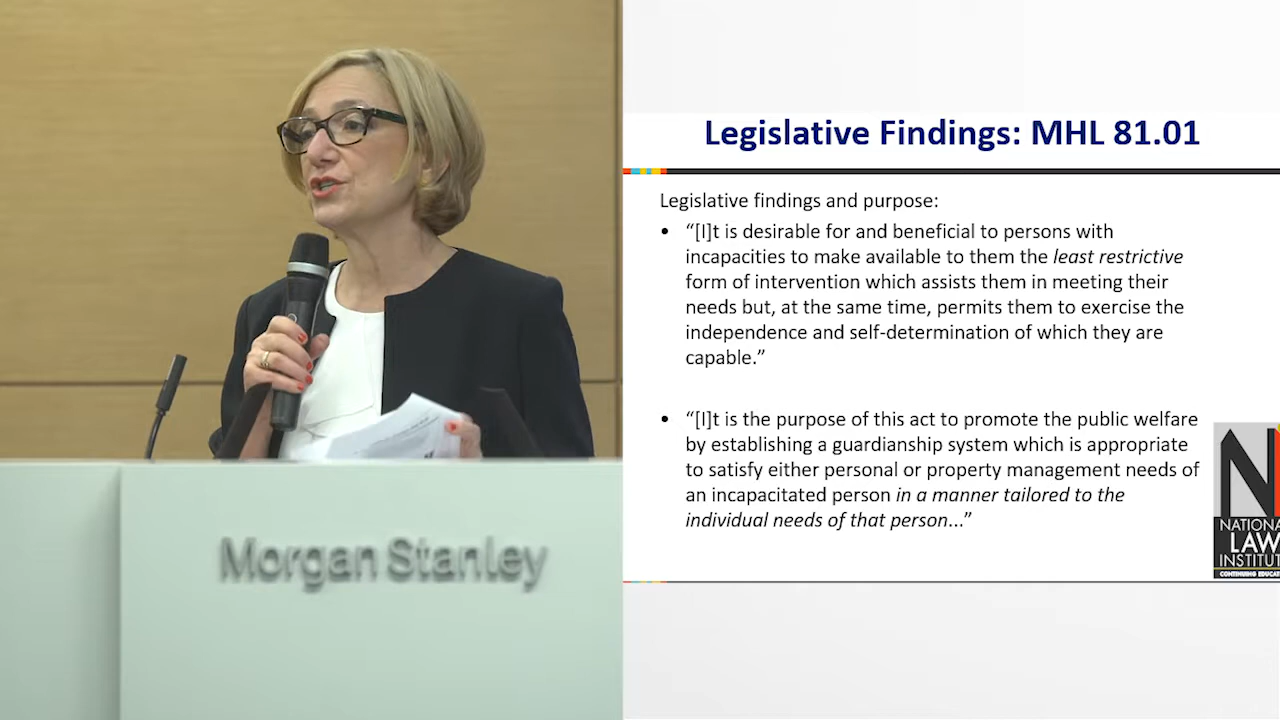 Morgan Stanley
Legislative Findings: MHL 81.01
Legislative findings and purpose:
• “[I]t is desirable for and beneficial to persons with
incapacities to make available to them the least restrictive
form of intervention which assists them in meeting their
needs but, at the same time, permits them to exercise the
independence and self-determination of which they are
capable.”
• “[I]t is the purpose of this act to promote the public welfare
by establishing a guardianship system which is appropriate
to satisfy either personal or property management needs of
an incapacitated person in a manner tailored to the
individual needs of that person...”
N
NATIONA
LAW
INSTITUT
CONTINUING EDUCAT